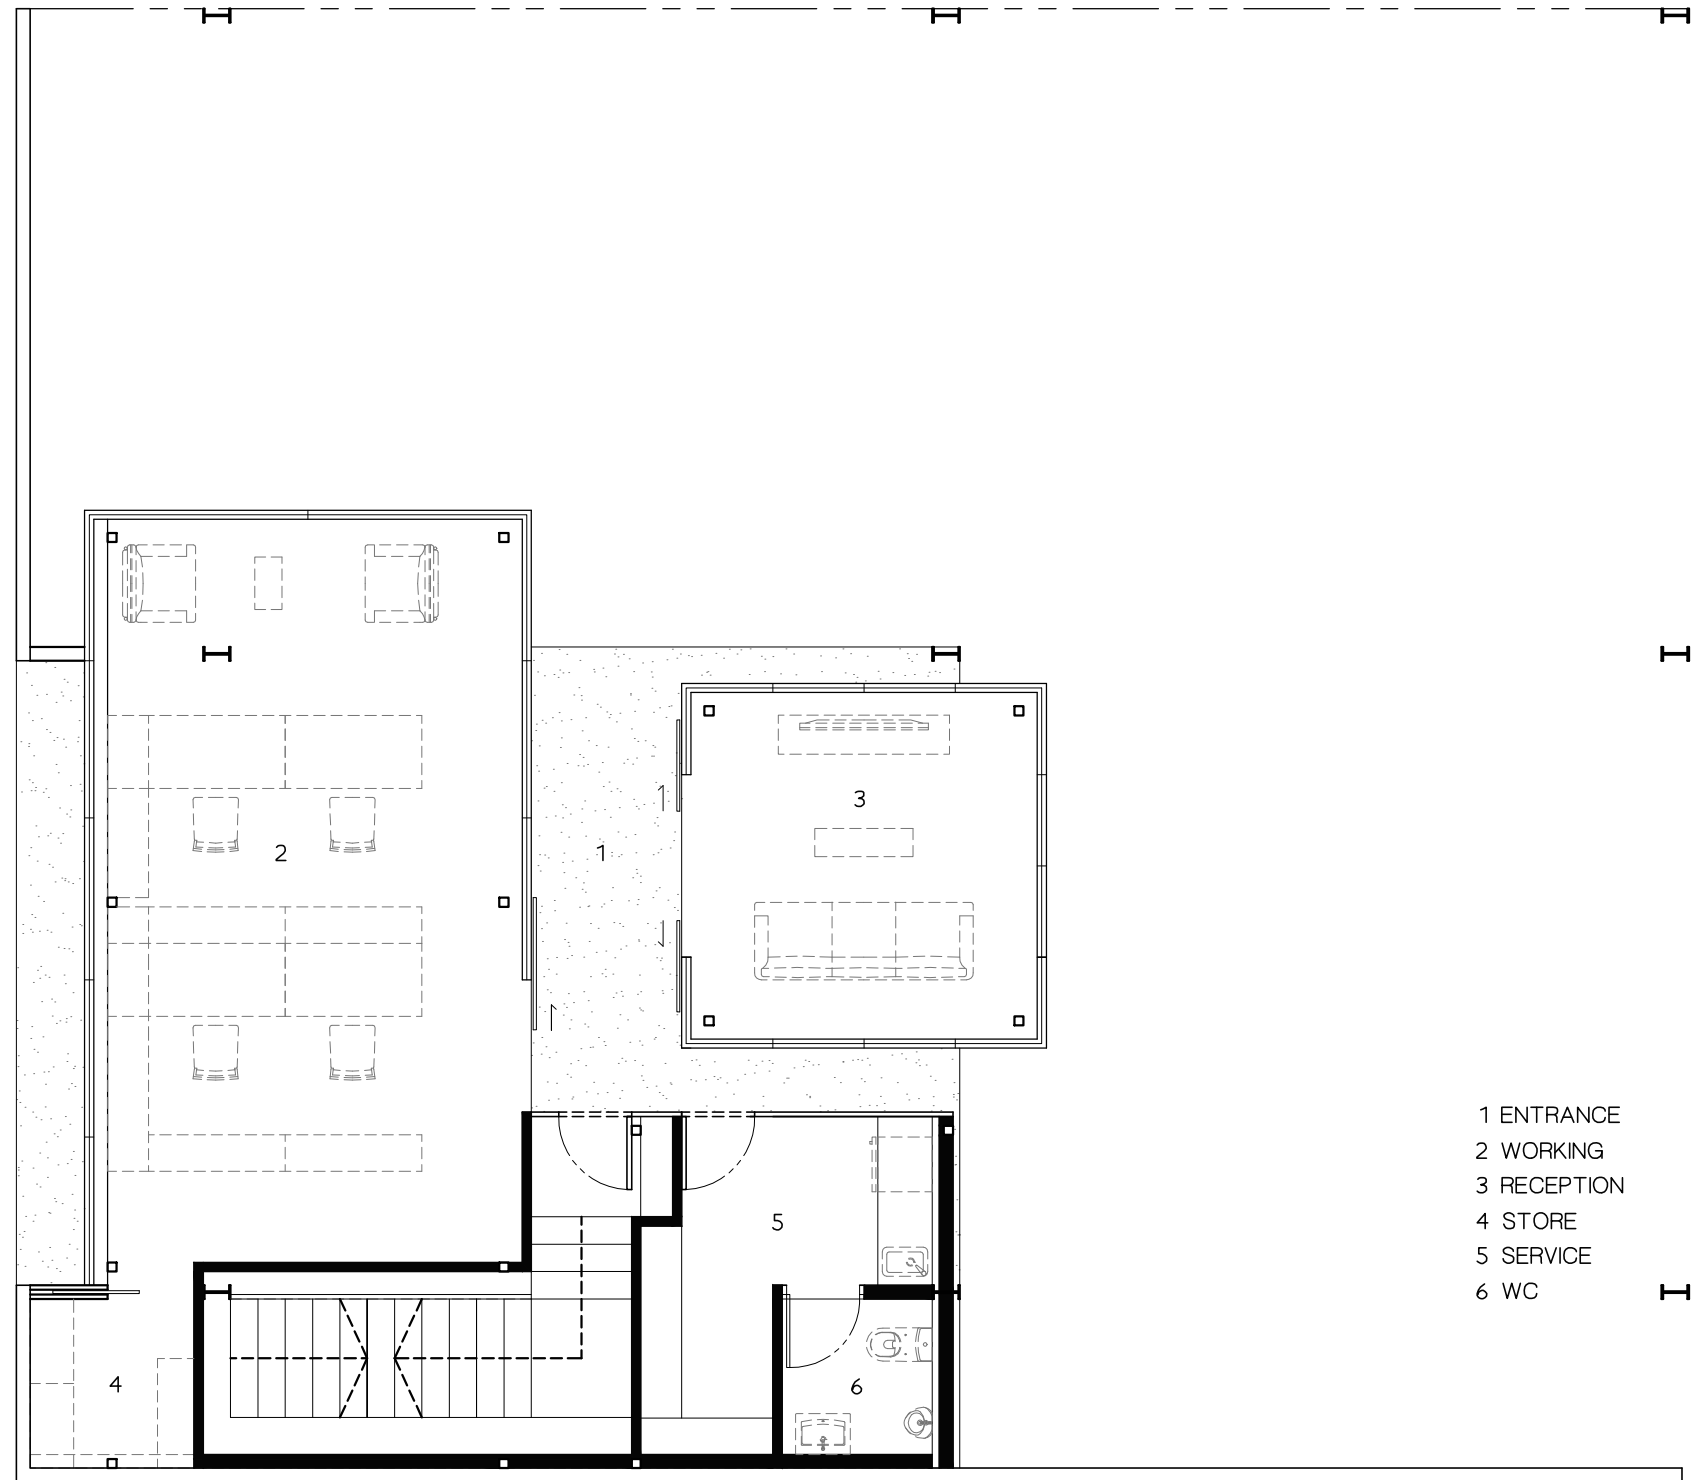 2
1
3
5
4
6
1 ENTRANCE
2 WORKING
3 RECEPTION
4 STORE
5 SERVICE
6 WC